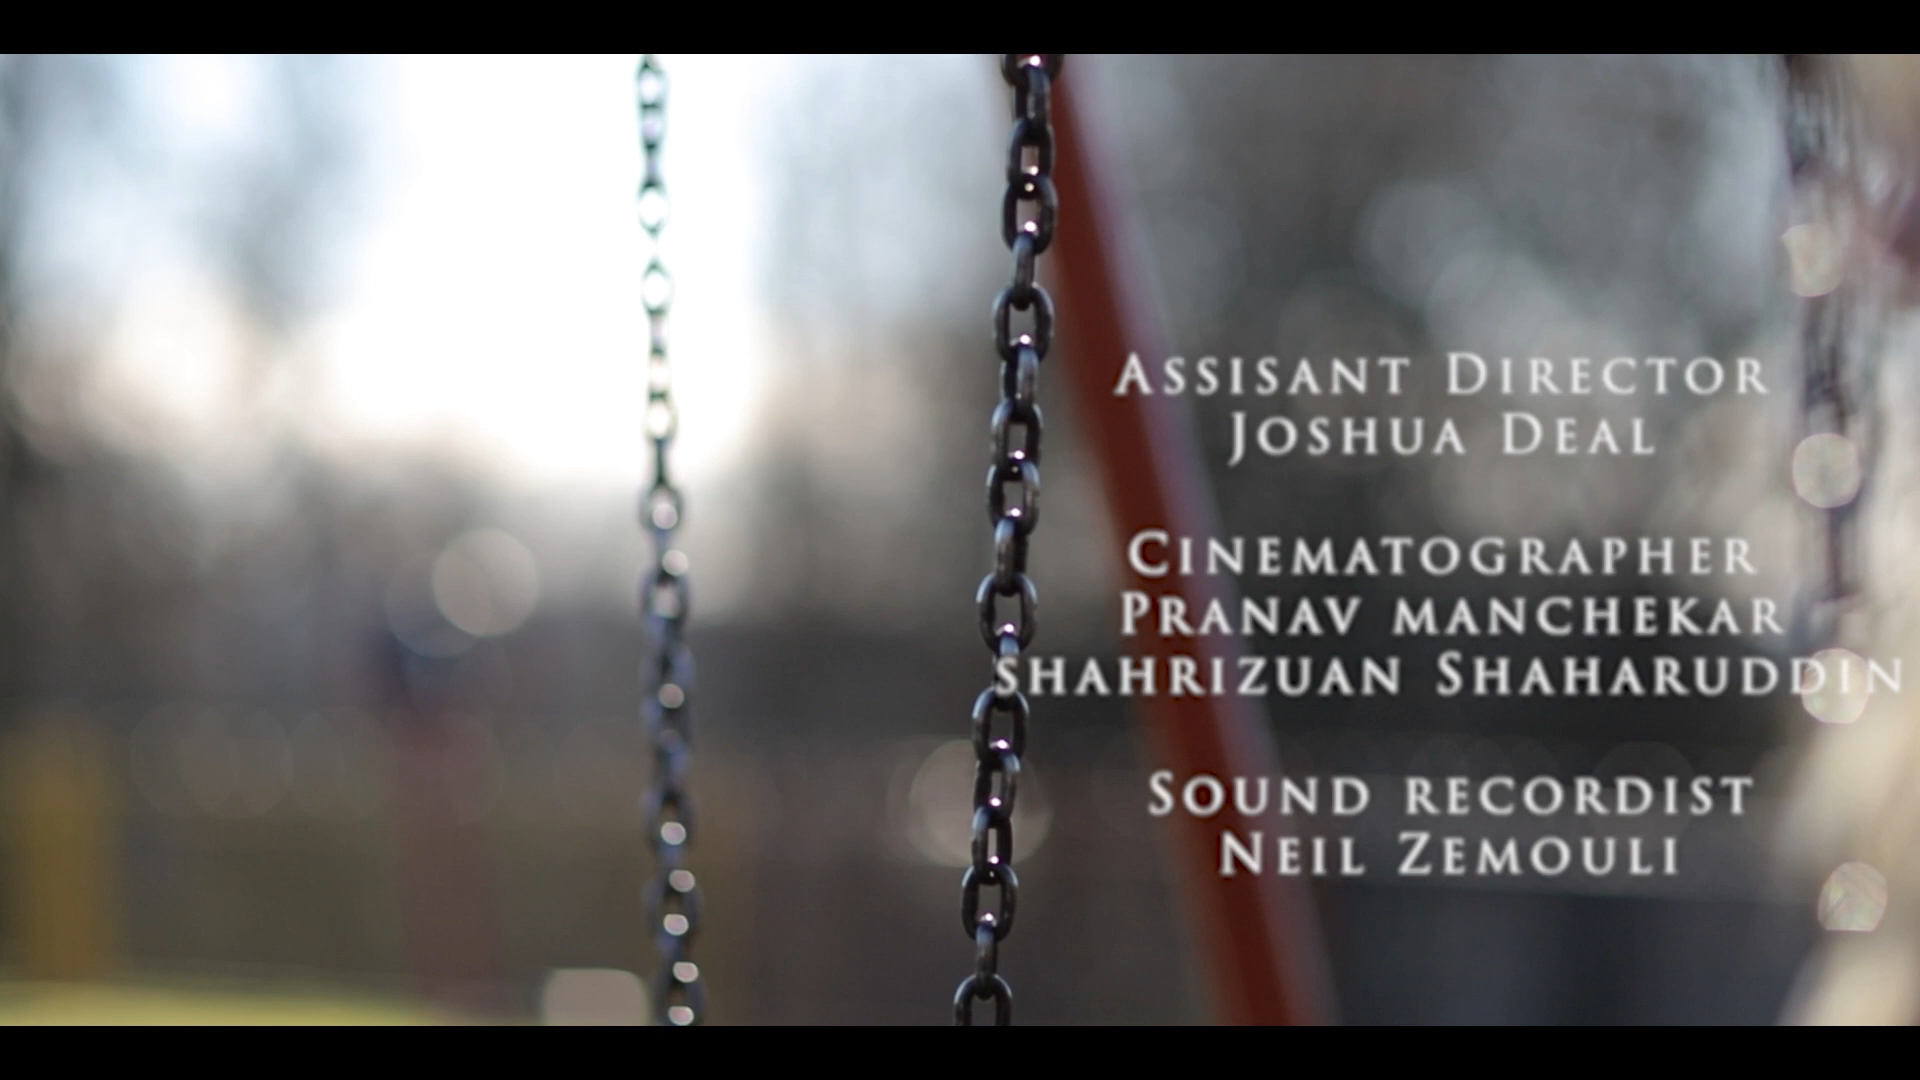 Assisant Director
Joshua Deal
Cinematographer
Pranav manchekar
shahrizuan Shaharuddin
Sound recordist
Neil Zemouli